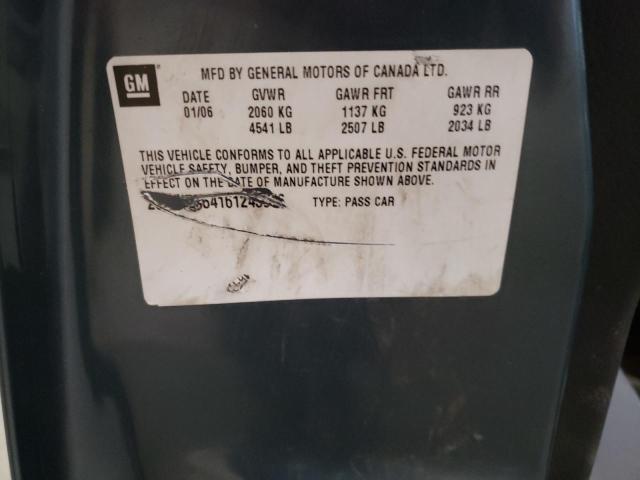 GM
MFD BY GENERAL MOTORS OF CANADA LTD.
DATE GVWR GAWR FRT GAWR RR
01/06 2060 KG 1137 KG 923 KG
4541 LB 2507 LB 2034 LB
THIS VEHICLE CONFORMS TO ALL APPLICABLE U.S. FEDERAL MOTOR
VEHICLE SAFETY, BUMPER, AND THEFT PREVENTION STANDARDS IN
EFFECT ON THE DATE OF MANUFACTURE SHOWN ABOVE.
TYPE: PASS CAR